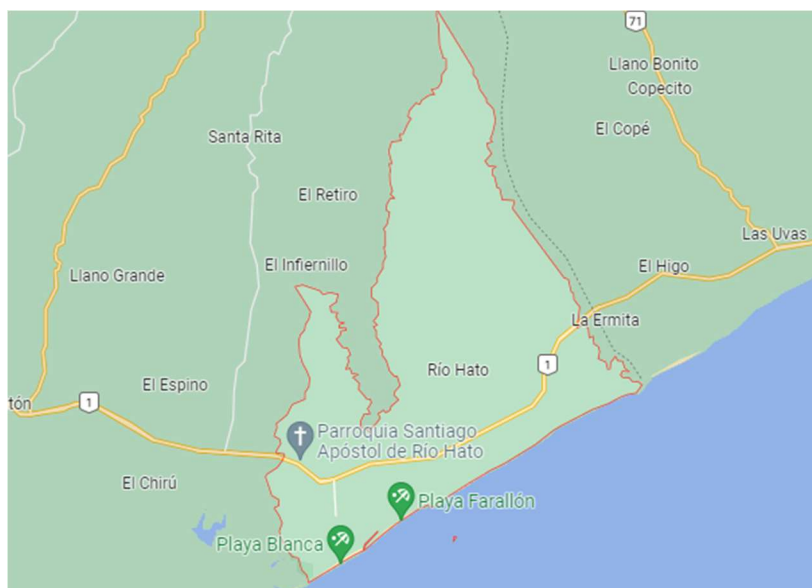 71
Llano Bonito
Copecito
El Copé
Santa Rita
El Retiro
Las Uvas
El Higo
El Infiernillo
Llano Grande
La Ermita
1
Río Hato
El Espino
1
tón
Parroquia Santiago
Apóstol de Río Hato
El Chirú
Playa Farallón
Playa Blanca